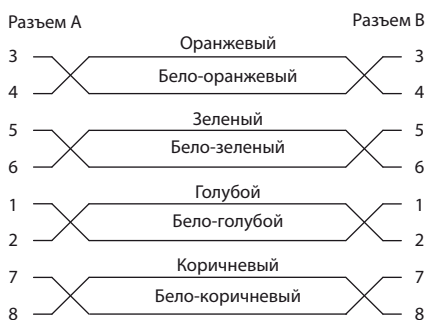 Разъем А Разъем В
Оранжевый
3 3
Бело-оранжевый
4 4
Зеленый
5 5
Бело-зеленый
6 6
Голубой
1 1
Бело-голубой
2 2
Коричневый
7 7
Бело-коричневый
8 8